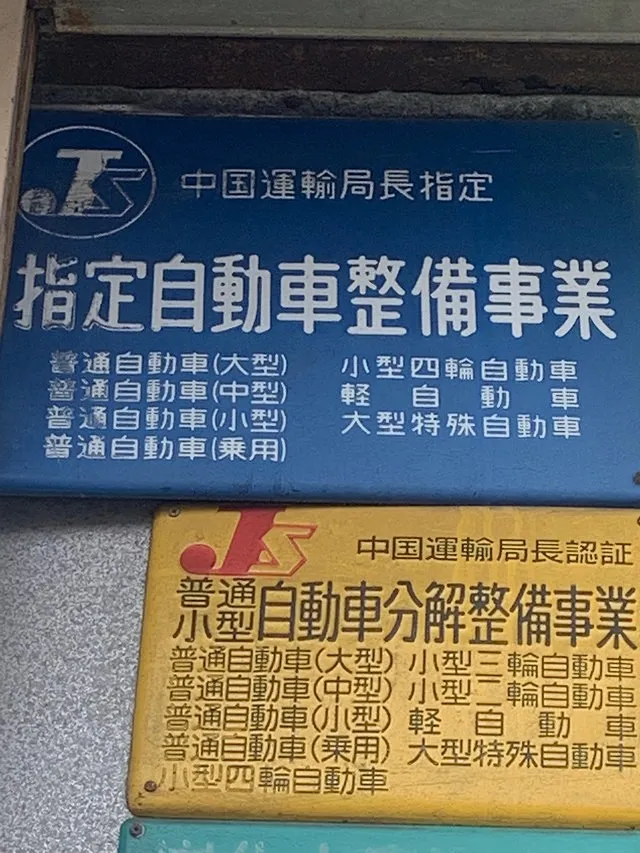 JS
中国運輸局長指定
指定自動車整備事業
普通自動車(大型) 小型四輪自動車
普通自動車(中型) 軽自動車
普通自動車(小型) 大型特殊自動車
普通自動車(乗用)
JS
中国運輸局長認証
普通
小型
自動車分解整備事業
普通自動車(大型) 小型三輪自動車
普通自動車(中型) 小型二輪自動車
普通自動車(小型) 軽自動車
普通自動車(乗用) 大型特殊自動車
小型四輪自動車